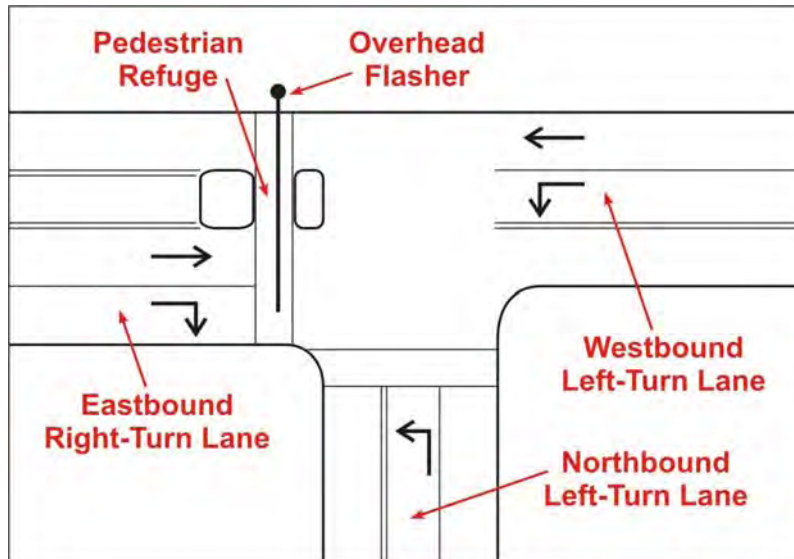 Pedestrian
Refuge
Overhead
Flasher
Westbound
Left-Turn Lane
Eastbound
Right-Turn Lane
Northbound
Left-Turn Lane